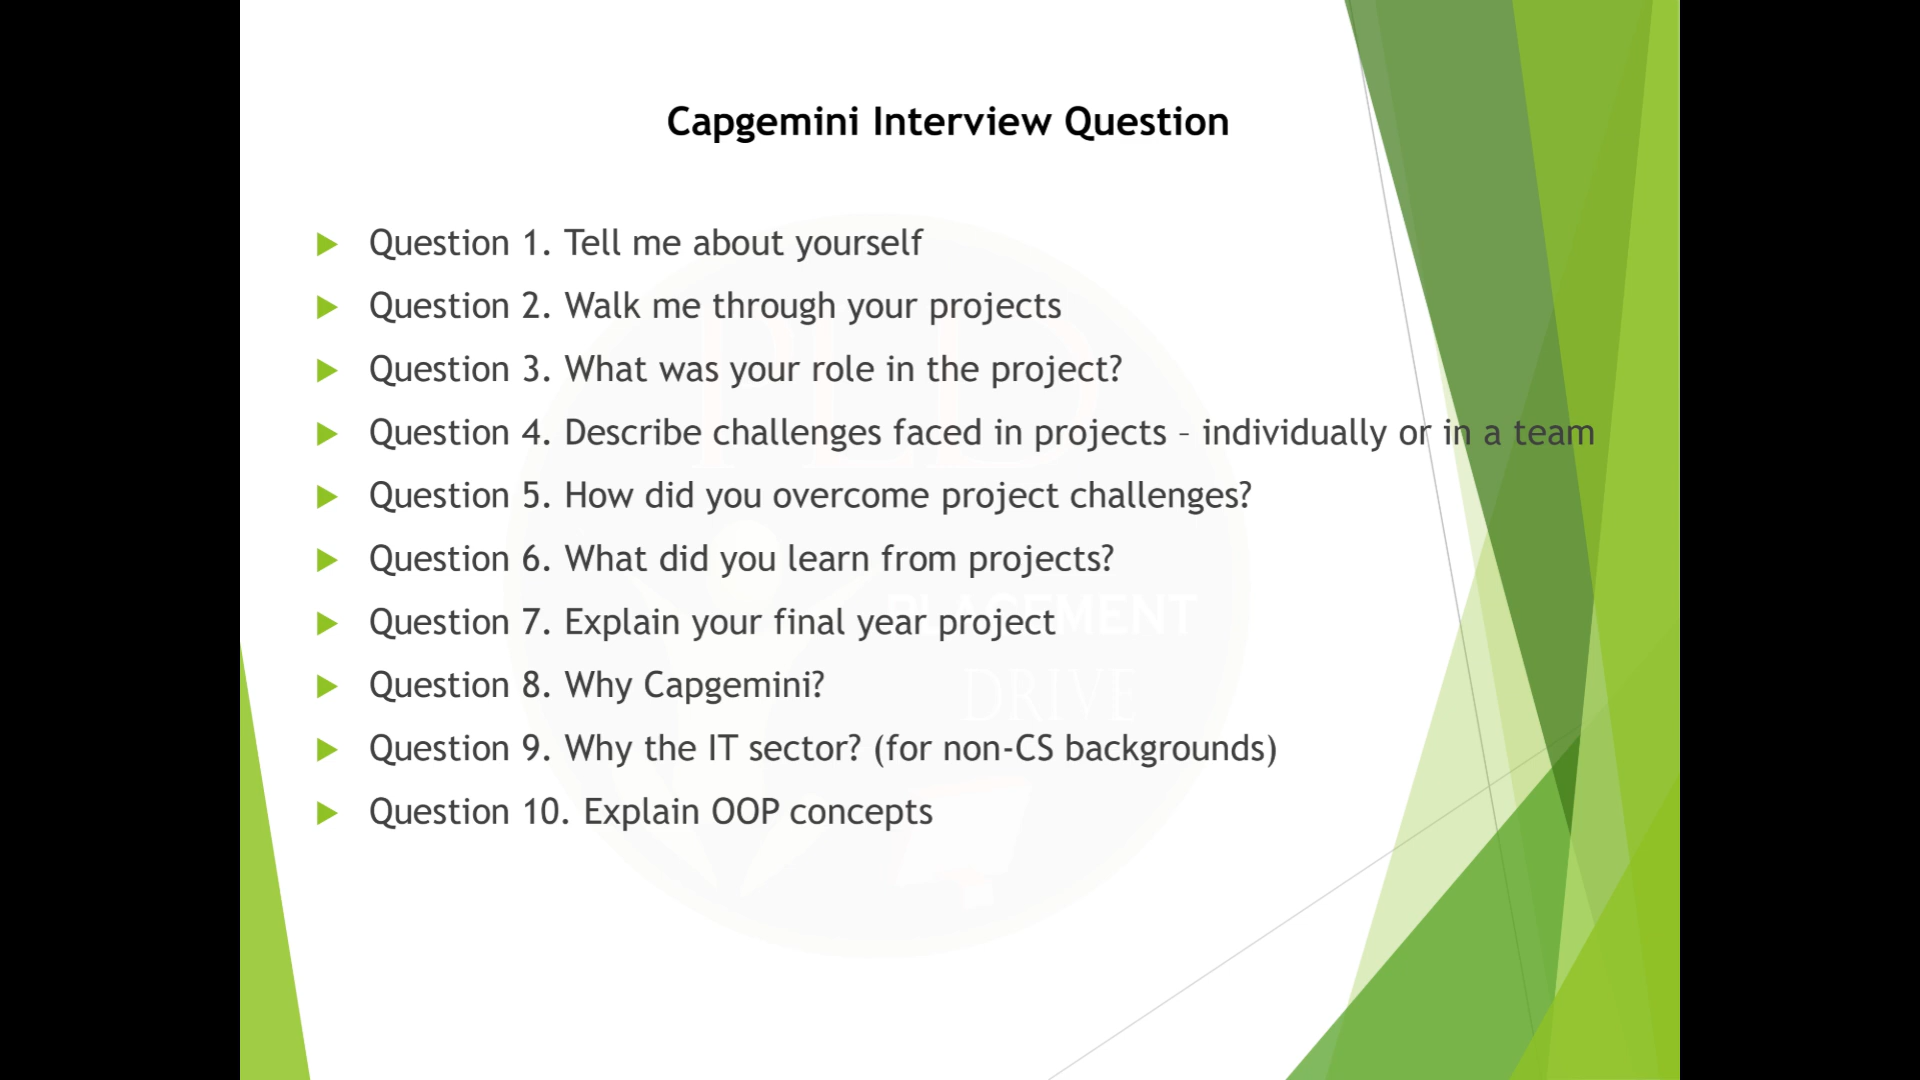 Capgemini Interview Question
Question 1. Tell me about yourself
Question 2. Walk me through your projects
Question 3. What was your role in the project?
Question 4. Describe challenges faced in projects – individually or in a team
Question 5. How did you overcome project challenges?
Question 6. What did you learn from projects?
Question 7. Explain your final year project
PLACEMENT
Question 8. Why Capgemini?
DRIVE
Question 9. Why the IT sector? (for non-CS backgrounds)
Question 10. Explain OOP concepts